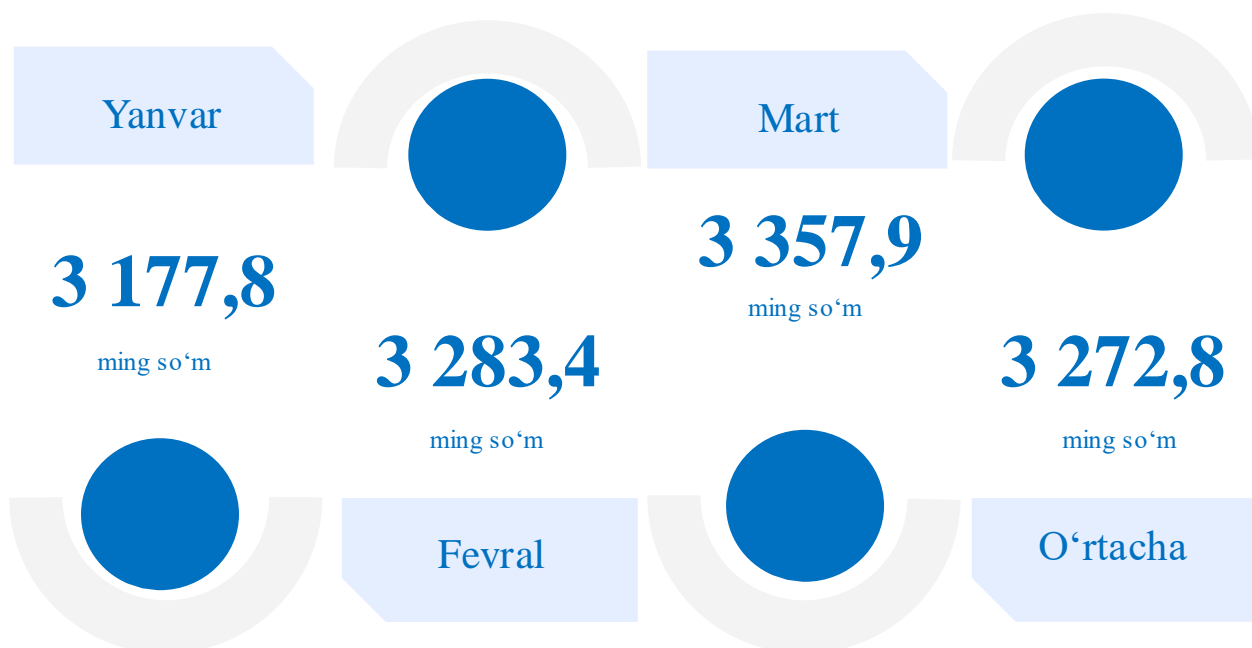 Yanvar
3 177,8
ming so‘m
3 283,4
ming so‘m
Fevral
Mart
3 357,9
ming so‘m
3 272,8
ming so‘m
O‘rtacha